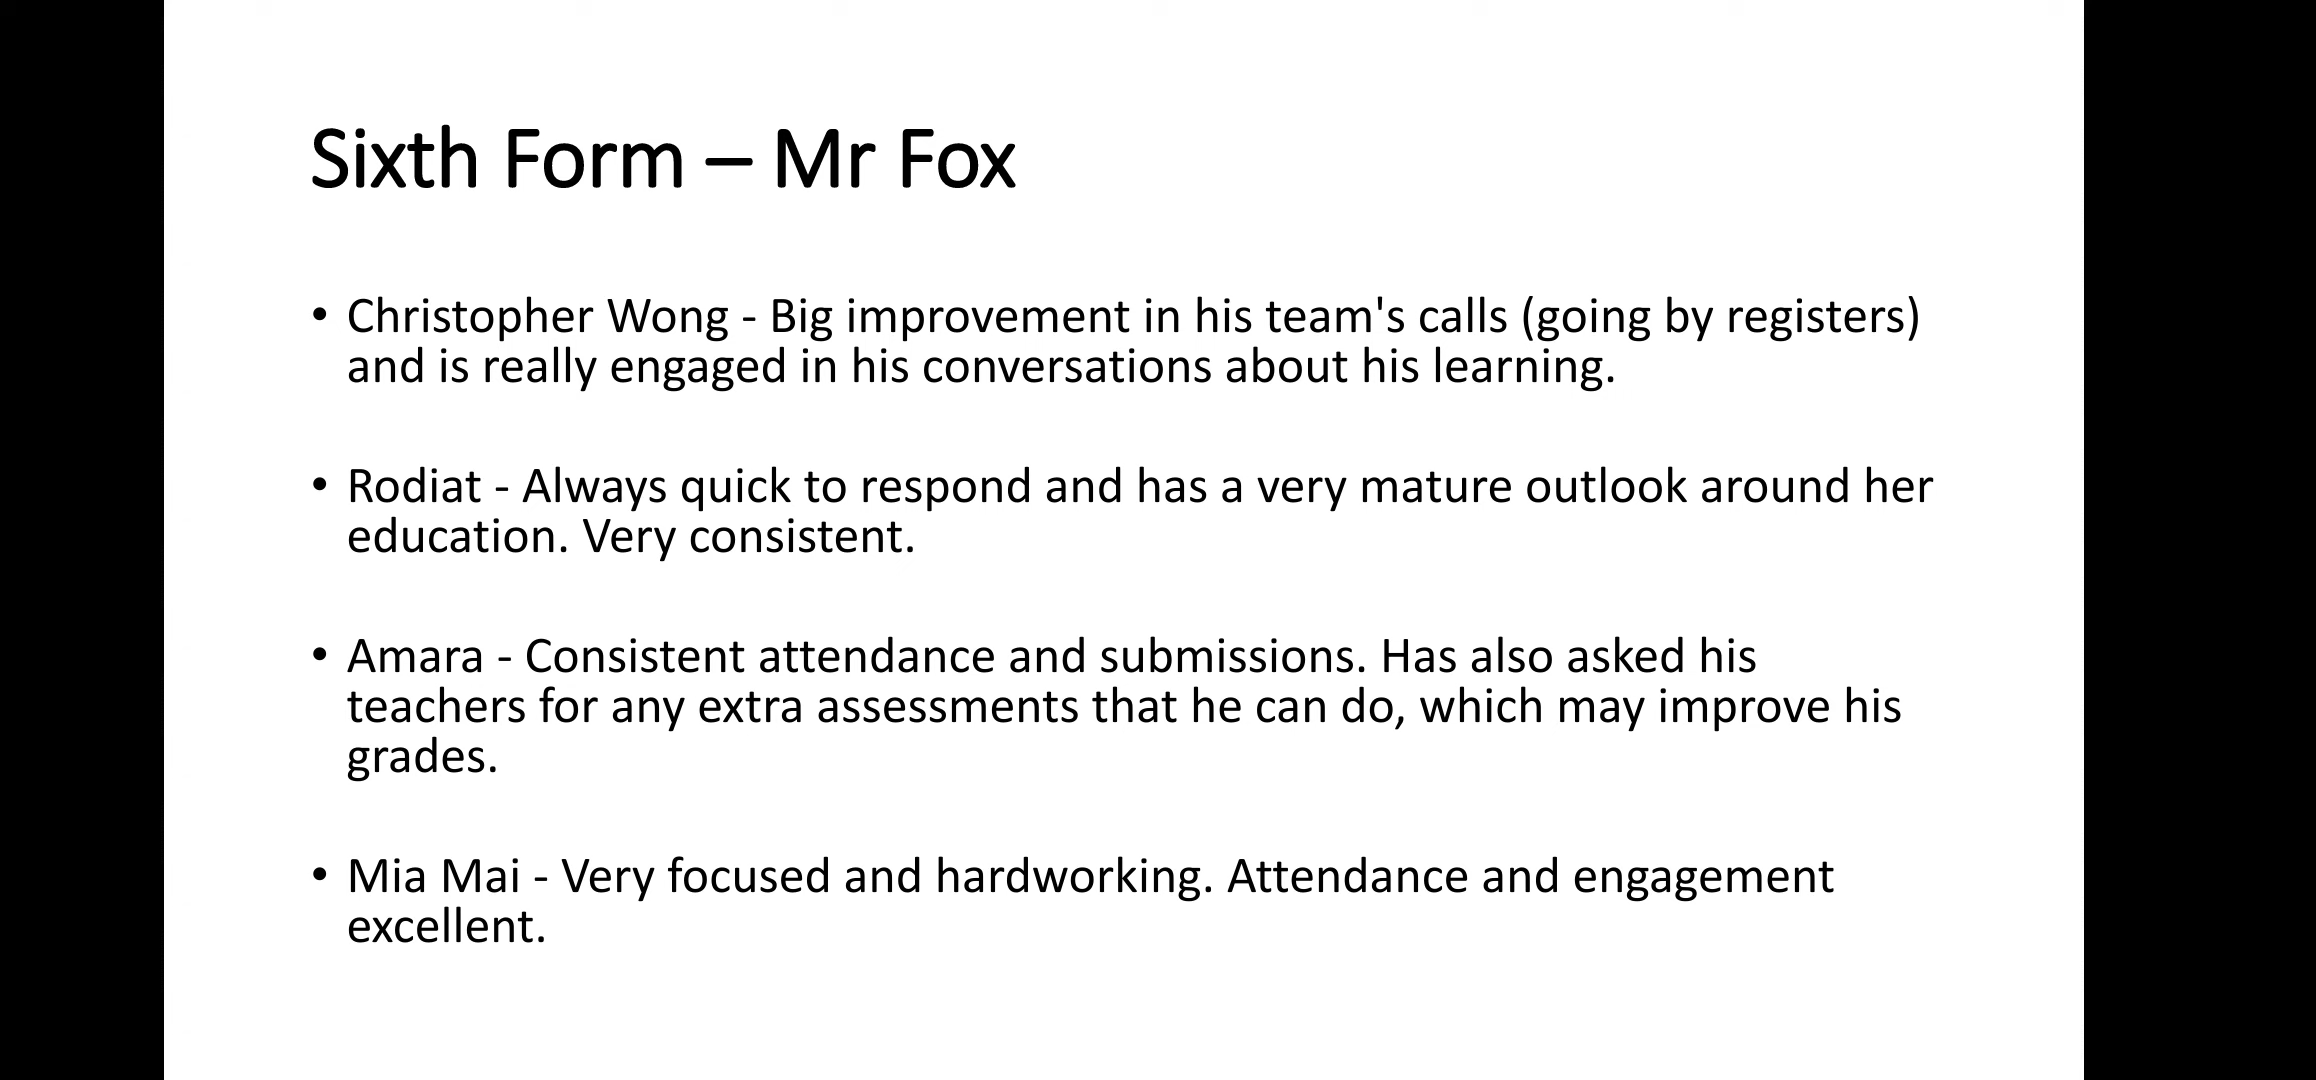 Sixth Form – Mr Fox
• Christopher Wong - Big improvement in his team's calls (going by registers)
and is really engaged in his conversations about his learning.
• Rodiat - Always quick to respond and has a very mature outlook around her
education. Very consistent.
• Amara - Consistent attendance and submissions. Has also asked his
teachers for any extra assessments that he can do, which may improve his
grades.
• Mia Mai - Very focused and hardworking. Attendance and engagement
excellent.